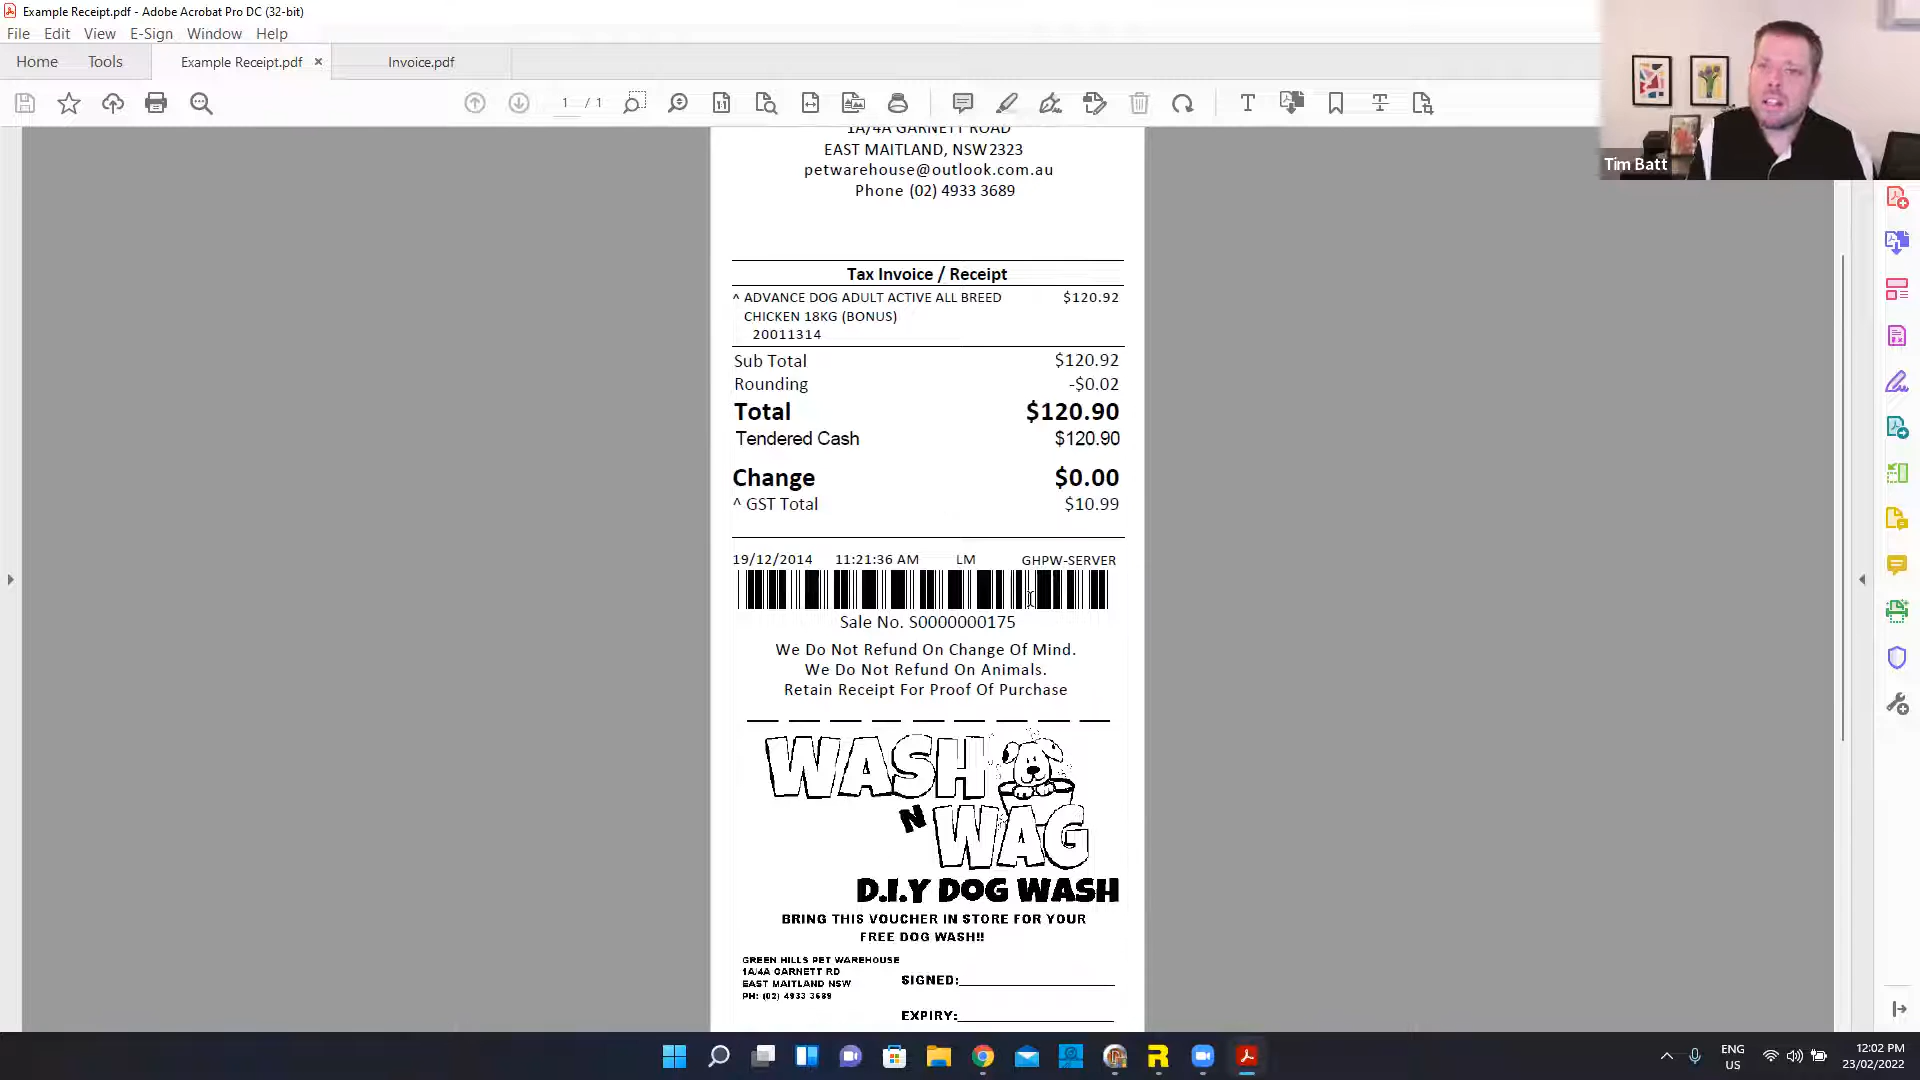 Example Receipt.pdf - Adobe Acrobat Pro DC (32-bit)
File Edit View E-Sign Window Help
Home Tools Example Receipt.pdf × Invoice.pdf
1 / 1
Tim Batt
1A/4A GARNETT ROAD
EAST MAITLAND, NSW2323
petwarehouse@outlook.com.au
Phone (02) 4933 3689
Tax Invoice / Receipt
^ ADVANCE DOG ADULT ACTIVE ALL BREED $120.92
CHICKEN 18KG (BONUS)
20011314
Sub Total $120.92
Rounding -$0.02
Total $120.90
Tendered Cash $120.90
Change $0.00
^ GST Total $10.99
19/12/2014 11:21:36 AM LM GHPW-SERVER
Sale No. S0000000175
We Do Not Refund On Change Of Mind.
We Do Not Refund On Animals.
Retain Receipt For Proof Of Purchase
WASH
N WAG
D.I.Y DOG WASH
BRING THIS VOUCHER IN STORE FOR YOUR
FREE DOG WASH!!
GREEN HILLS PET WAREHOUSE
1A/4A GARNETT RD
EAST MAITLAND NSW
PH: (02) 4933 3689
SIGNED:
EXPIRY:
ENG
US
12:02 PM
23/02/2022